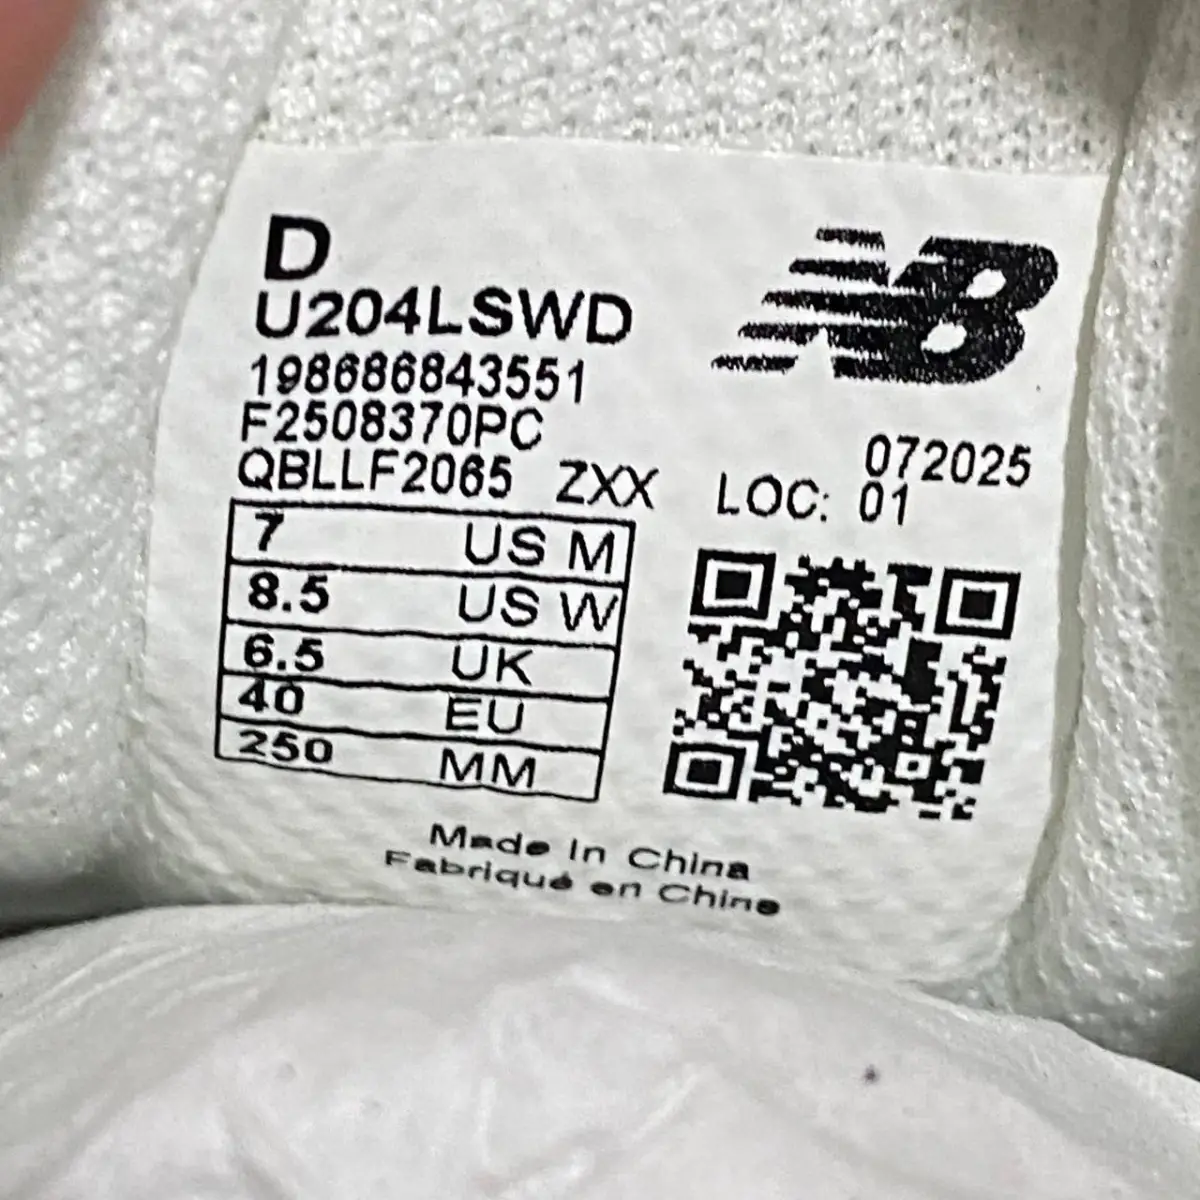 D
U204LSWD
198686843551
F2508370PC
QBLLF2065 ZXX
072025
LOC: 01
7 US M
8.5 US W
6.5 UK
40 EU
250 MM
Made In China
Fabriqué en Chine
NB